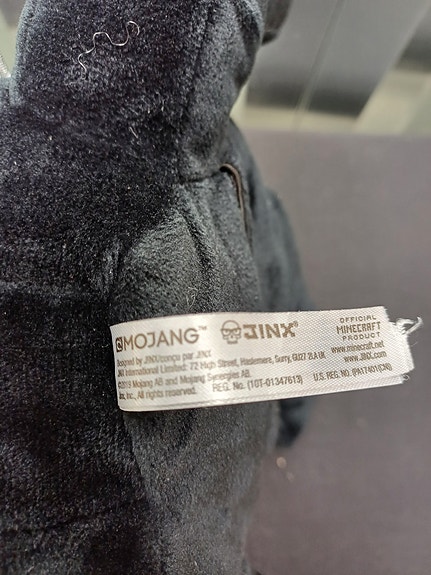 MOJANG™ JINX®
OFFICIAL
MINECRAFT
PRODUCT
www.minecraft.net
www.JINX.com
Designed by JINX/conçu par JINX
JINX International Limited: 72 High Street, Haslemere, Surry, GU27 2LA UK
©2019 Mojang AB and Mojang Synergies AB.
Jinx, Inc., All rights reserved. REG. No. (10T-01347613) U.S. REG. NO. (PA17401(CN)